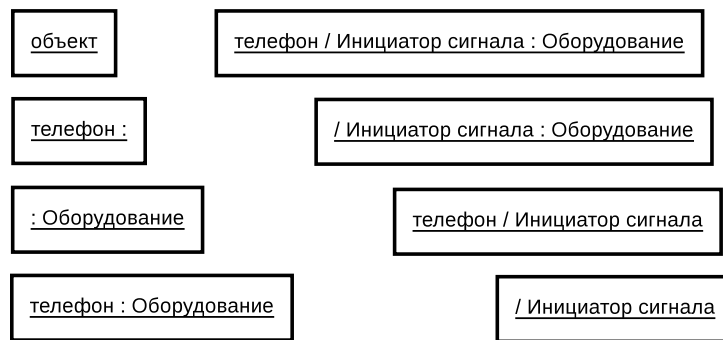 объект
телефон / Инициатор сигнала : Оборудование
телефон :
/ Инициатор сигнала : Оборудование
: Оборудование
телефон / Инициатор сигнала
телефон : Оборудование
/ Инициатор сигнала